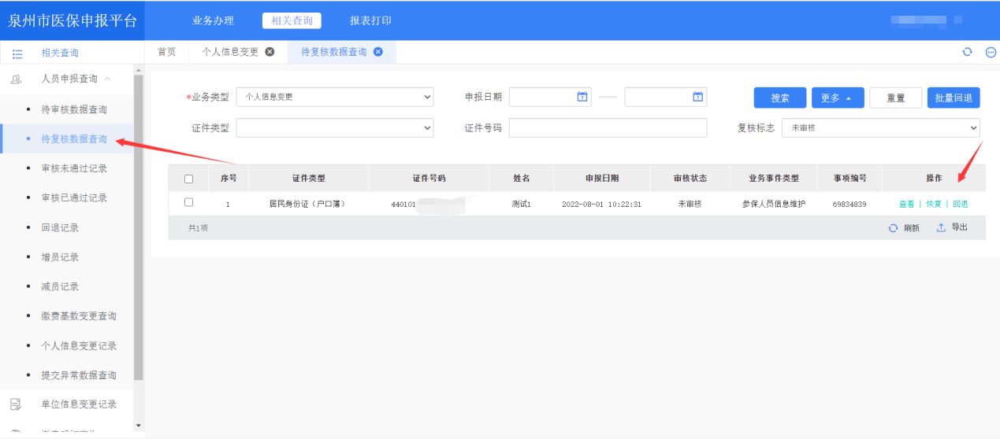 泉州市医保申报平台
业务办理
相关查询
报表打印
相关查询
首页
个人信息变更
待复核数据查询
人员申报查询
待审核数据查询
待复核数据查询
审核未通过记录
审核已通过记录
回退记录
增员记录
减员记录
缴费基数变更查询
个人信息变更记录
提交异常数据查询
单位信息变更记录
*业务类型 个人信息变更 申报日期 7 —— 7 搜索 更多 重置 批量回退
证件类型 证件号码 复核标志 未审核
序号 证件类型 证件号码 姓名 申报日期 审核状态 业务事件类型 事项编号 操作
1 居民身份证（户口簿） 440101 测试1 2022-08-01 10:22:31 未审核 参保人员信息维护 69834839 查看 | 恢复 | 回退
共1项 刷新 导出